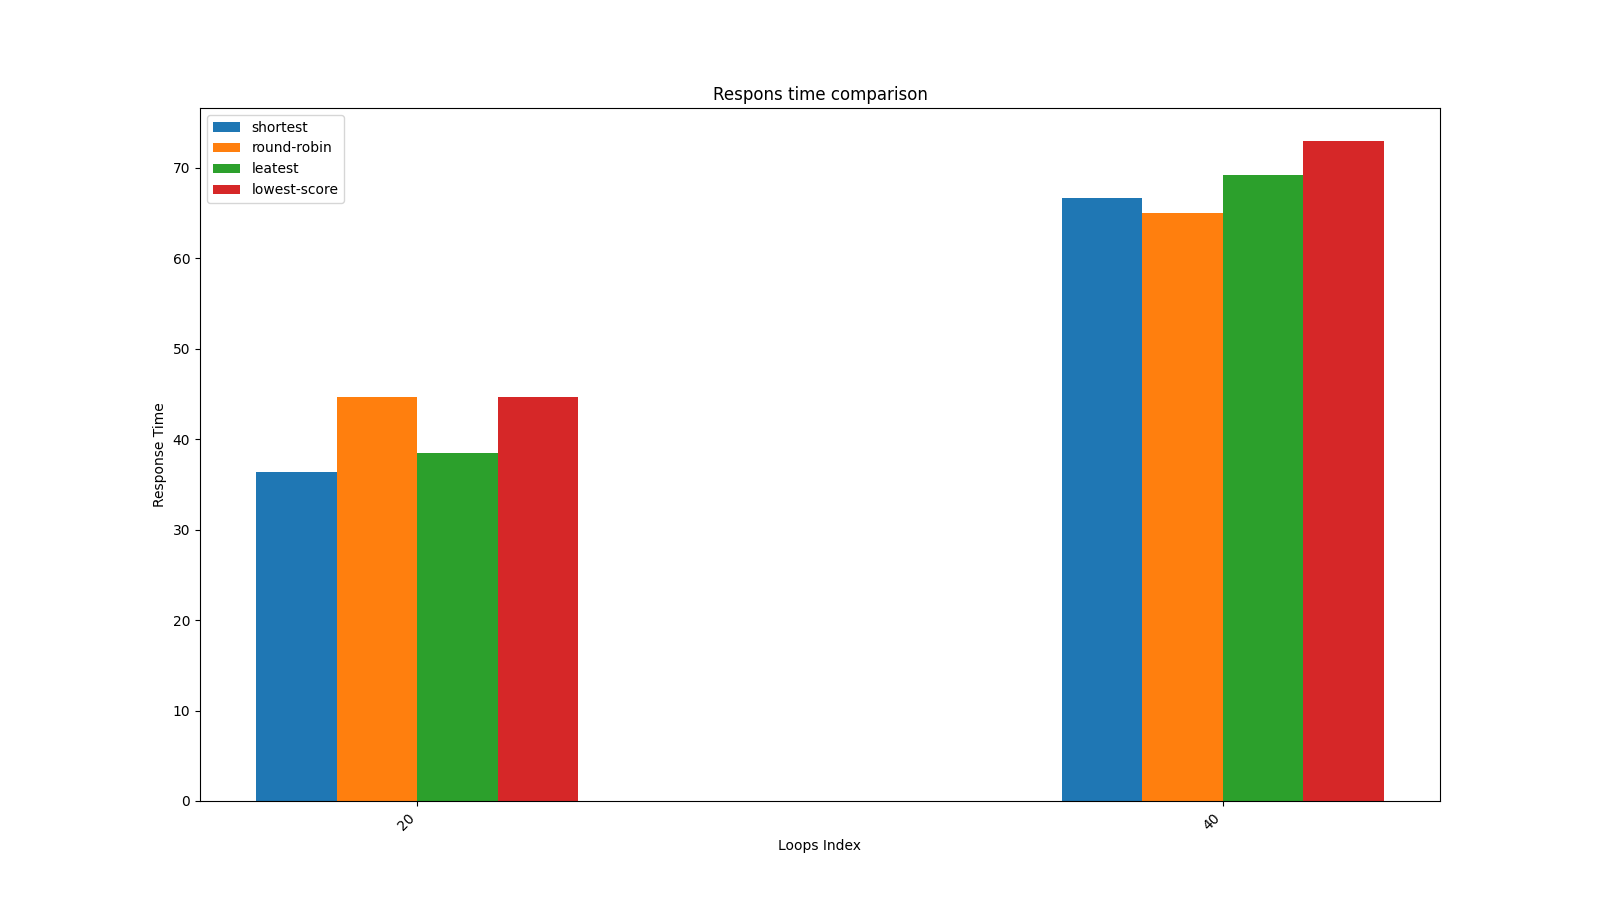 Respons time comparison
shortest
round-robin
leatest
lowest-score
70
60
50
40
30
20
10
0
Response Time
20
40
Loops Index